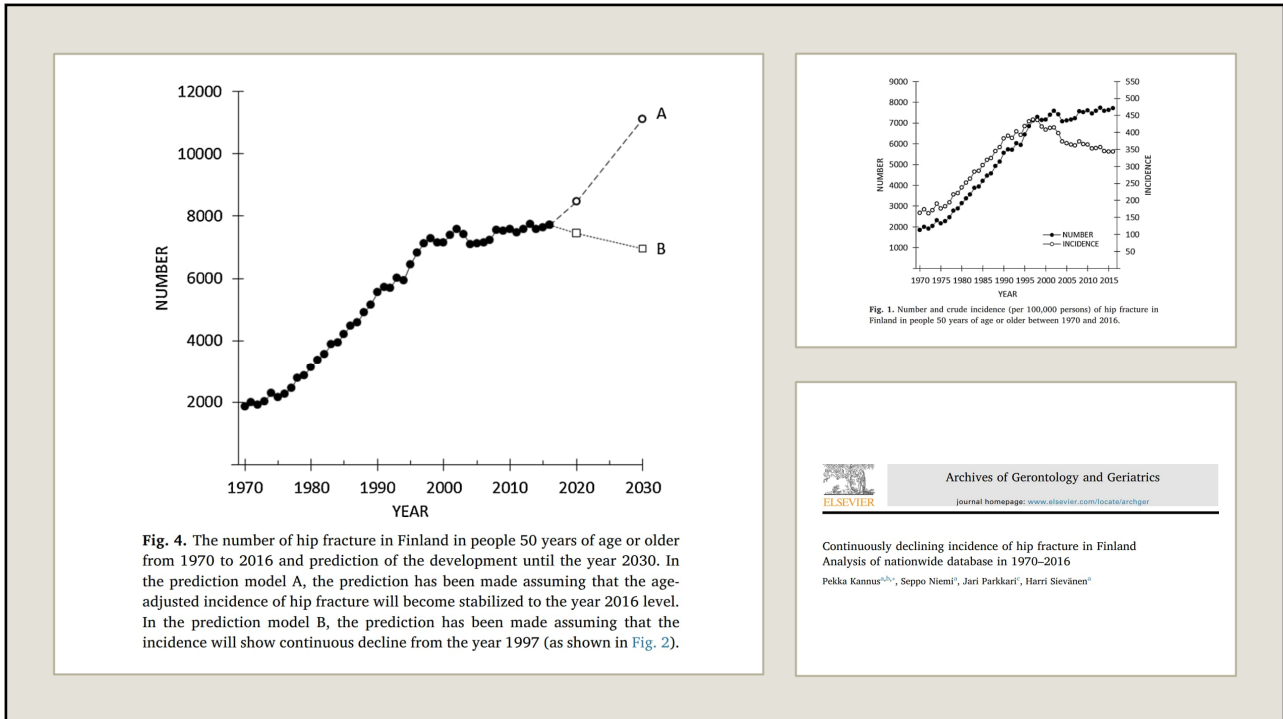 12000
10000
8000
6000
4000
2000
NUMBER
A
B
1970 1980 1990 2000 2010 2020 2030
YEAR
Fig. 4. The number of hip fracture in Finland in people 50 years of age or older
from 1970 to 2016 and prediction of the development until the year 2030. In
the prediction model A, the prediction has been made assuming that the age-
adjusted incidence of hip fracture will become stabilized to the year 2016 level.
In the prediction model B, the prediction has been made assuming that the
incidence will show continuous decline from the year 1997 (as shown in Fig. 2).
9000
8000
7000
6000
5000
4000
3000
2000
1000
NUMBER
550
500
450
400
350
300
250
200
150
100
50
INCIDENCE
NUMBER
INCIDENCE
1970 1975 1980 1985 1990 1995 2000 2005 2010 2015
YEAR
Fig. 1. Number and crude incidence (per 100,000 persons) of hip fracture in
Finland in people 50 years of age or older between 1970 and 2016.
ELSEVIER
Archives of Gerontology and Geriatrics
journal homepage: www.elsevier.com/locate/archger
Continuously declining incidence of hip fracture in Finland
Analysis of nationwide database in 1970–2016
Pekka Kannus^a,b,*, Seppo Niemi^a, Jari Parkkari^c, Harri Sievänen^a